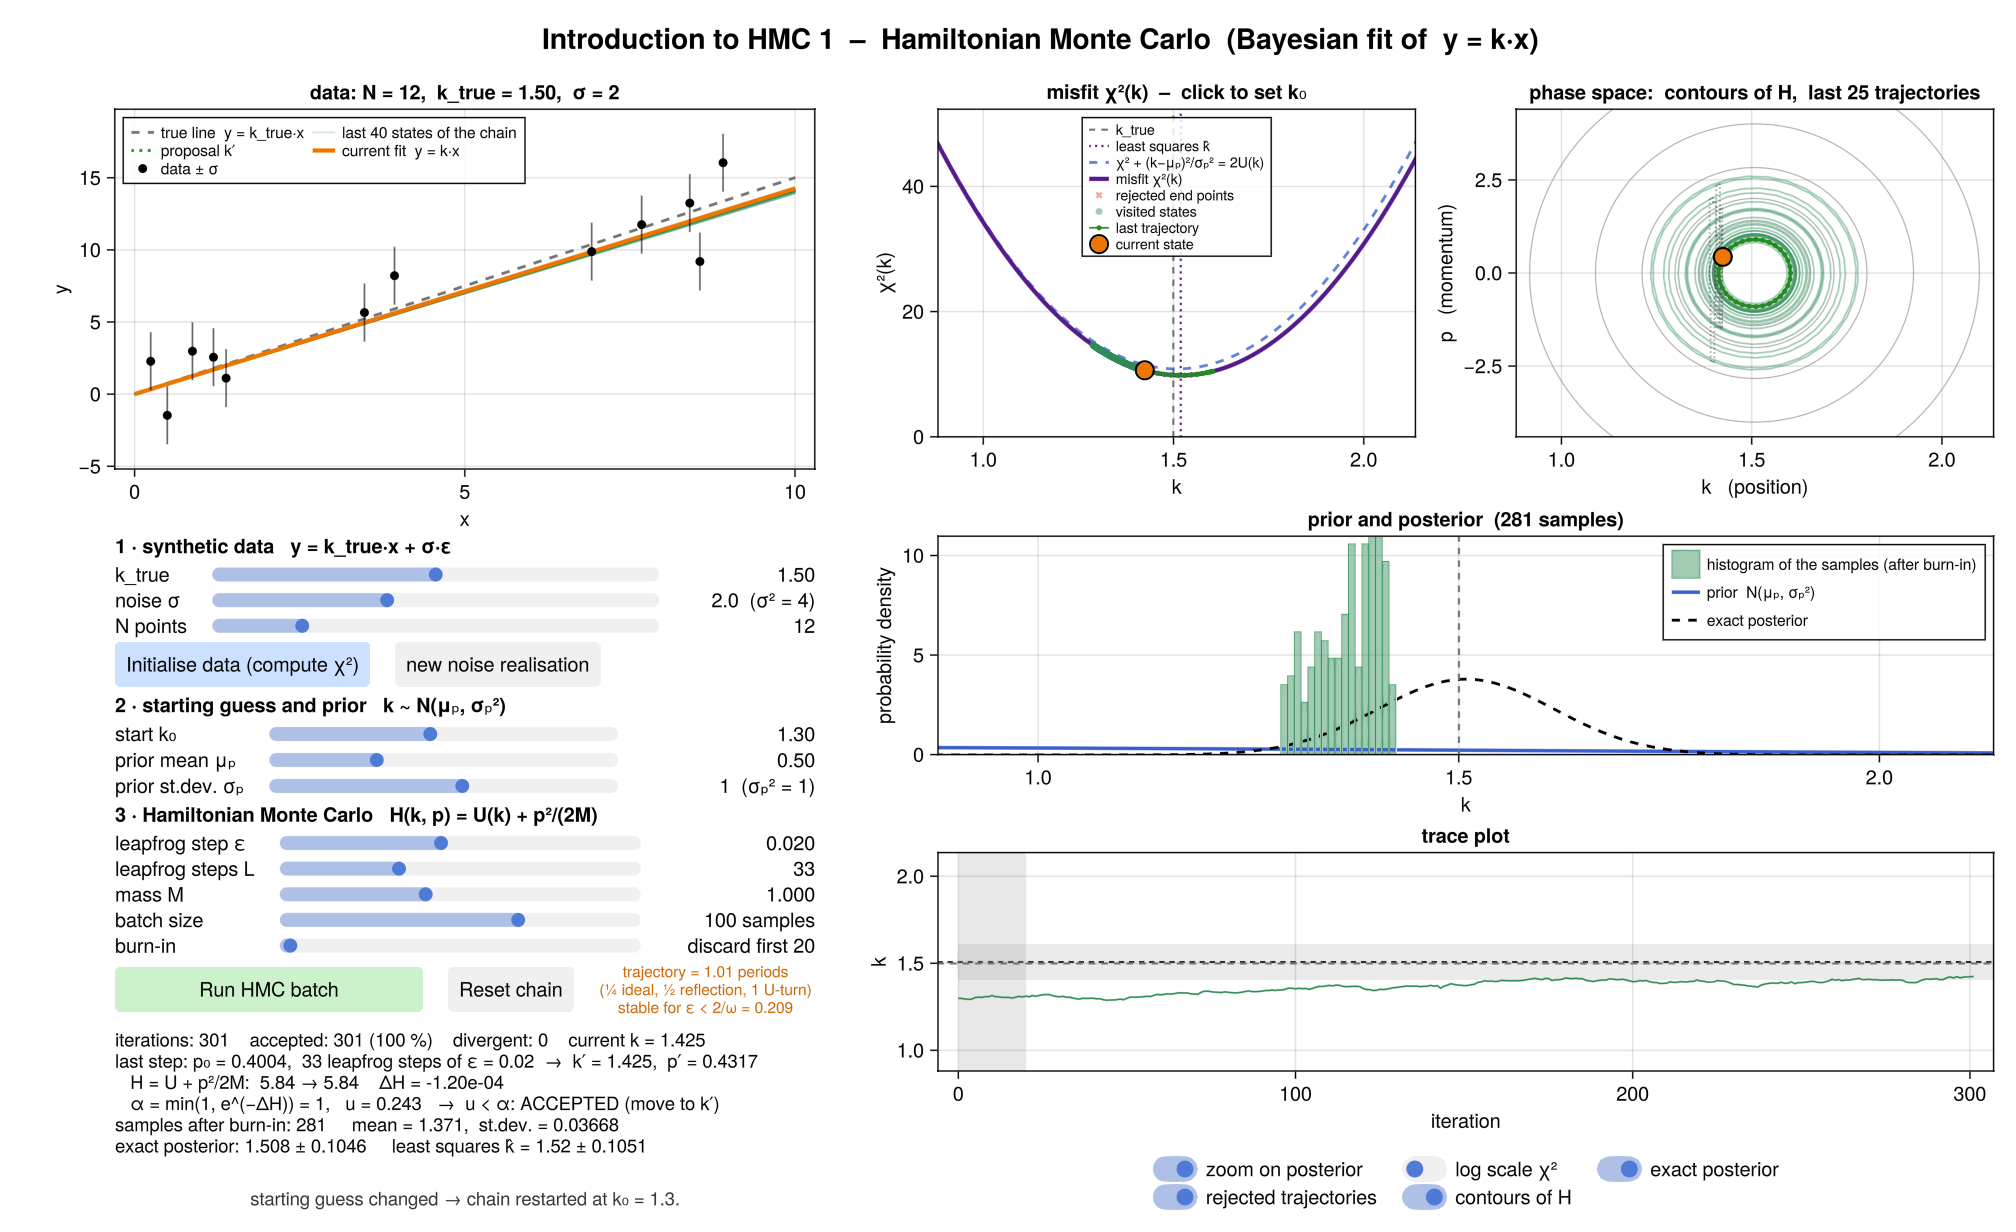 Introduction to HMC 1 – Hamiltonian Monte Carlo (Bayesian fit of y = k·x)
data: N = 12, k_true = 1.50, σ = 2
true line y = k_true·x
proposal k′
data ± σ
last 40 states of the chain
current fit y = k·x
y
15
10
5
0
−5
0
5
10
x
misfit χ²(k) – click to set k₀
k_true
least squares k̂
χ² + (k−μₚ)²/σₚ² = 2U(k)
misfit χ²(k)
rejected end points
visited states
last trajectory
current state
χ²(k)
40
20
0
1.0
1.5
2.0
k
phase space: contours of H, last 25 trajectories
p (momentum)
2.5
0.0
−2.5
1.0
1.5
2.0
k (position)
1 · synthetic data y = k_true·x + σ·ε
k_true 1.50
noise σ 2.0 (σ² = 4)
N points 12
Initialise data (compute χ²)
new noise realisation
2 · starting guess and prior k ~ N(μₚ, σₚ²)
start k₀ 1.30
prior mean μₚ 0.50
prior st.dev. σₚ 1 (σₚ² = 1)
3 · Hamiltonian Monte Carlo H(k, p) = U(k) + p²/(2M)
leapfrog step ε 0.020
leapfrog steps L 33
mass M 1.000
batch size 100 samples
burn-in discard first 20
Run HMC batch
Reset chain
trajectory = 1.01 periods
(¼ ideal, ½ reflection, 1 U-turn)
stable for ε < 2/ω = 0.209
iterations: 301 accepted: 301 (100 %) divergent: 0 current k = 1.425
last step: p₀ = 0.4004, 33 leapfrog steps of ε = 0.02 → k′ = 1.425, p′ = 0.4317
H = U + p²/2M: 5.84 → 5.84 ΔH = -1.20e-04
α = min(1, e^(−ΔH)) = 1, u = 0.243 → u < α: ACCEPTED (move to k′)
samples after burn-in: 281 mean = 1.371, st.dev. = 0.03668
exact posterior: 1.508 ± 0.1046 least squares k̂ = 1.52 ± 0.1051
starting guess changed → chain restarted at k₀ = 1.3.
prior and posterior (281 samples)
histogram of the samples (after burn-in)
prior N(μₚ, σₚ²)
exact posterior
probability density
10
5
0
1.0
1.5
2.0
k
trace plot
k
2.0
1.5
1.0
0
100
200
300
iteration
zoom on posterior
log scale χ²
exact posterior
rejected trajectories
contours of H